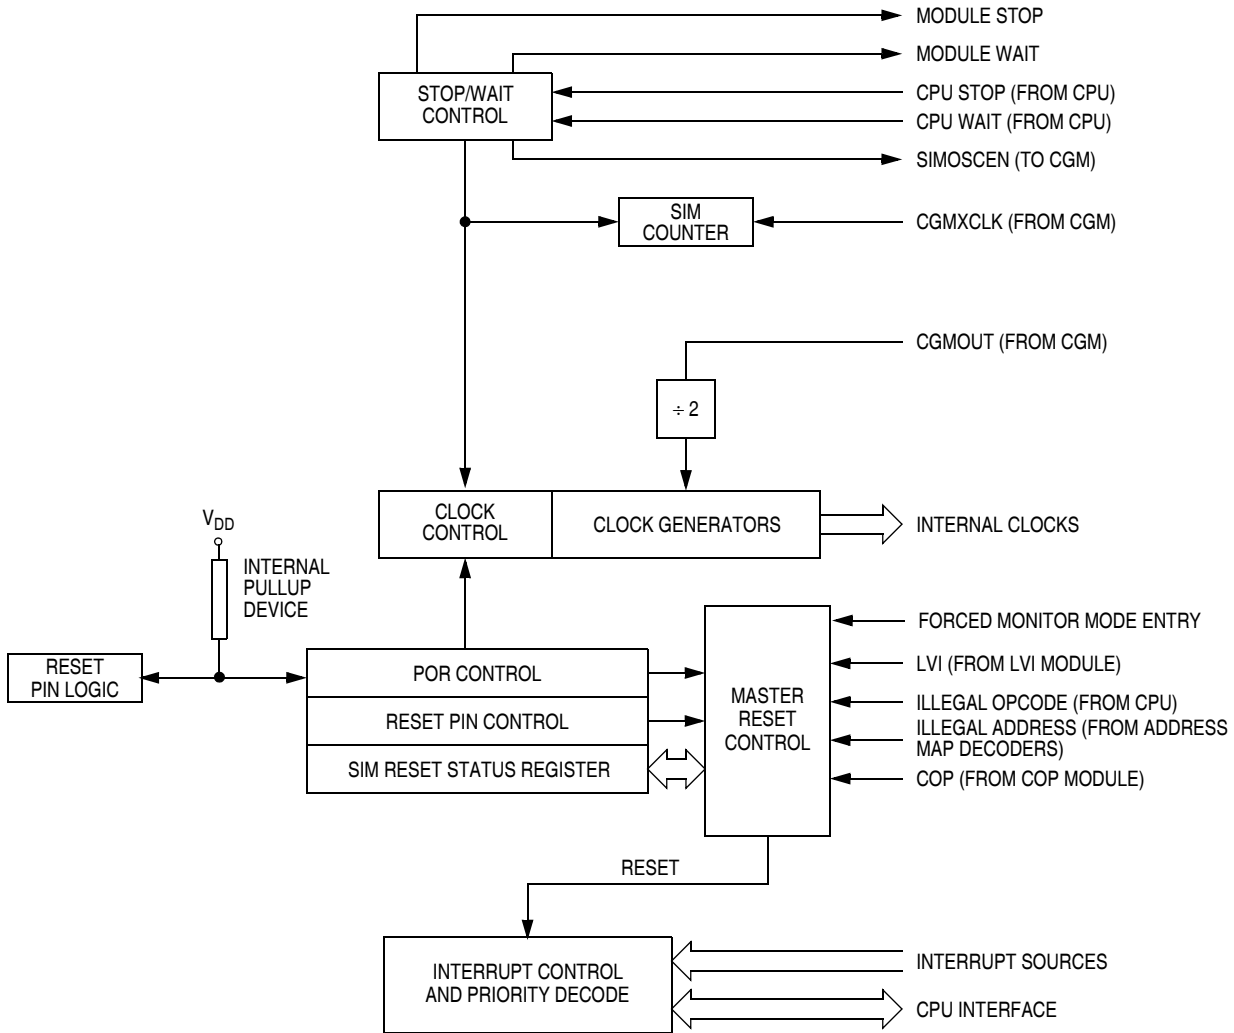 MODULE STOP
MODULE WAIT
STOP/WAIT
CONTROL
CPU STOP (FROM CPU)
CPU WAIT (FROM CPU)
SIMOSCEN (TO CGM)
SIM
COUNTER
CGMXCLK (FROM CGM)
CGMOUT (FROM CGM)
÷ 2
CLOCK
CONTROL
CLOCK GENERATORS
INTERNAL CLOCKS
VDD
INTERNAL
PULLUP
DEVICE
RESET
PIN LOGIC
POR CONTROL
RESET PIN CONTROL
SIM RESET STATUS REGISTER
MASTER
RESET
CONTROL
FORCED MONITOR MODE ENTRY
LVI (FROM LVI MODULE)
ILLEGAL OPCODE (FROM CPU)
ILLEGAL ADDRESS (FROM ADDRESS
MAP DECODERS)
COP (FROM COP MODULE)
RESET
INTERRUPT CONTROL
AND PRIORITY DECODE
INTERRUPT SOURCES
CPU INTERFACE